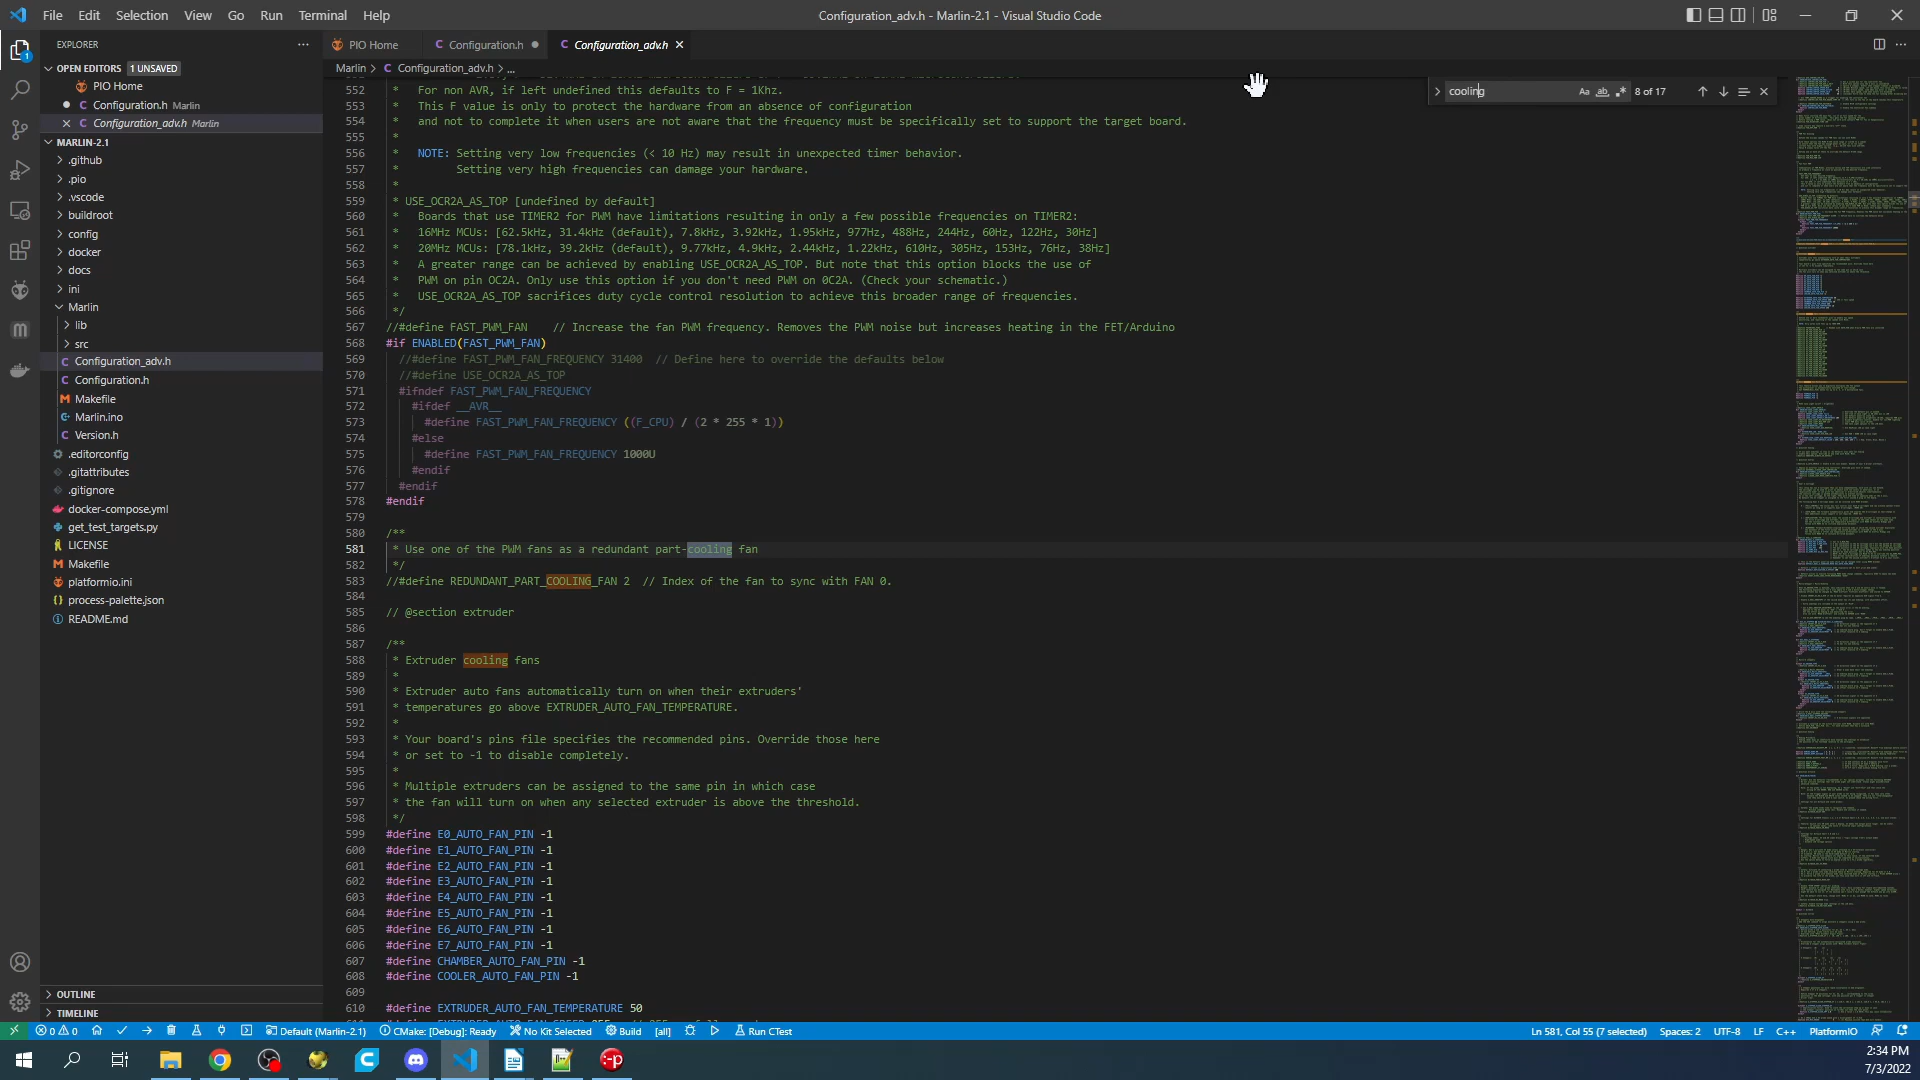 File Edit Selection View Go Run Terminal Help
Configuration_adv.h - Marlin-2.1 - Visual Studio Code
EXPLORER
PIO Home
C Configuration.h
C Configuration_adv.h
OPEN EDITORS 1 UNSAVED
PIO Home
C Configuration.h Marlin
C Configuration_adv.h Marlin
MARLIN-2.1
.github
.pio
.vscode
buildroot
config
docker
docs
ini
Marlin
lib
src
C Configuration_adv.h
C Configuration.h
Makefile
Marlin.ino
C Version.h
.editorconfig
.gitattributes
.gitignore
docker-compose.yml
get_test_targets.py
LICENSE
Makefile
platformio.ini
process-palette.json
README.md
OUTLINE
TIMELINE
Marlin > C Configuration_adv.h > ...
cooling Aa ab 8 of 17
552 * For non AVR, if left undefined this defaults to F = 1Khz.
553 * This F value is only to protect the hardware from an absence of configuration
554 * and not to complete it when users are not aware that the frequency must be specifically set to support the target board.
555 *
556 * NOTE: Setting very low frequencies (< 10 Hz) may result in unexpected timer behavior.
557 * Setting very high frequencies can damage your hardware.
558 *
559 * USE_OCR2A_AS_TOP [undefined by default]
560 * Boards that use TIMER2 for PWM have limitations resulting in only a few possible frequencies on TIMER2:
561 * 16MHz MCUs: [62.5kHz, 31.4kHz (default), 7.8kHz, 3.92kHz, 1.95kHz, 977Hz, 488Hz, 244Hz, 60Hz, 122Hz, 30Hz]
562 * 20MHz MCUs: [78.1kHz, 39.2kHz (default), 9.77kHz, 4.9kHz, 2.44kHz, 1.22kHz, 610Hz, 305Hz, 153Hz, 76Hz, 38Hz]
563 * A greater range can be achieved by enabling USE_OCR2A_AS_TOP. But note that this option blocks the use of
564 * PWM on pin OC2A. Only use this option if you don't need PWM on 0C2A. (Check your schematic.)
565 * USE_OCR2A_AS_TOP sacrifices duty cycle control resolution to achieve this broader range of frequencies.
566 */
567 //#define FAST_PWM_FAN // Increase the fan PWM frequency. Removes the PWM noise but increases heating in the FET/Arduino
568 #if ENABLED(FAST_PWM_FAN)
569 //#define FAST_PWM_FAN_FREQUENCY 31400 // Define here to override the defaults below
570 //#define USE_OCR2A_AS_TOP
571 #ifndef FAST_PWM_FAN_FREQUENCY
572 #ifdef __AVR__
573 #define FAST_PWM_FAN_FREQUENCY ((F_CPU) / (2 * 255 * 1))
574 #else
575 #define FAST_PWM_FAN_FREQUENCY 1000U
576 #endif
577 #endif
578 #endif
579
580 /**
581 * Use one of the PWM fans as a redundant part-cooling fan
582 */
583 //#define REDUNDANT_PART_COOLING_FAN 2 // Index of the fan to sync with FAN 0.
584
585 // @section extruder
586
587 /**
588 * Extruder cooling fans
589 *
590 * Extruder auto fans automatically turn on when their extruders'
591 * temperatures go above EXTRUDER_AUTO_FAN_TEMPERATURE.
592 *
593 * Your board's pins file specifies the recommended pins. Override those here
594 * or set to -1 to disable completely.
595 *
596 * Multiple extruders can be assigned to the same pin in which case
597 * the fan will turn on when any selected extruder is above the threshold.
598 */
599 #define E0_AUTO_FAN_PIN -1
600 #define E1_AUTO_FAN_PIN -1
601 #define E2_AUTO_FAN_PIN -1
602 #define E3_AUTO_FAN_PIN -1
603 #define E4_AUTO_FAN_PIN -1
604 #define E5_AUTO_FAN_PIN -1
605 #define E6_AUTO_FAN_PIN -1
606 #define E7_AUTO_FAN_PIN -1
607 #define CHAMBER_AUTO_FAN_PIN -1
608 #define COOLER_AUTO_FAN_PIN -1
609
610 #define EXTRUDER_AUTO_FAN_TEMPERATURE 50
0 0 Default (Marlin-2.1) CMake: [Debug]: Ready No Kit Selected Build [all] Run CTest Ln 581, Col 55 (7 selected) Spaces: 2 UTF-8 LF C++ PlatformIO
2:34 PM
7/3/2022